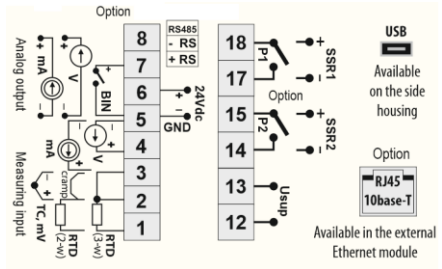 Option
Analog output
+ mA -
+ V -
BIN
8
7
6
5
4
3
2
1
RS485
- RS
+ RS
+ 24Vdc
- GND
Measuring input
mA
V
cramp
TC, mV
RTD
(2-w)
RTD
(3-w)
18
17
15
14
13
12
P1
+ SSR1 -
Option
P2
+ SSR2 -
Usup
USB
Available
on the side
housing
Option
RJ45
10base-T
Available in the external
Ethernet module